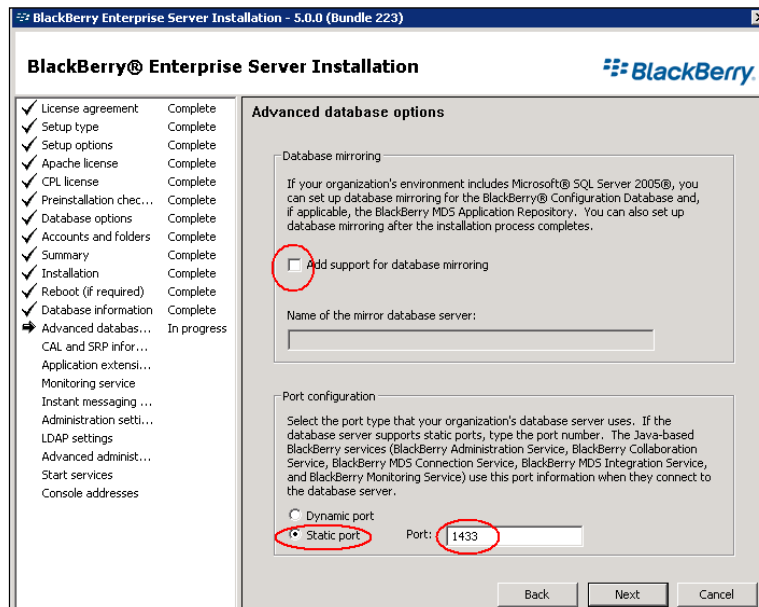 BlackBerry Enterprise Server Installation - 5.0.0 (Bundle 223)
BlackBerry® Enterprise Server Installation
BlackBerry.
License agreement Complete
Setup type Complete
Setup options Complete
Apache license Complete
CPL license Complete
Preinstallation chec... Complete
Database options Complete
Accounts and folders Complete
Summary Complete
Installation Complete
Reboot (if required) Complete
Database information Complete
Advanced databas... In progress
CAL and SRP infor...
Application extensi...
Monitoring service
Instant messaging ...
Administration setti...
LDAP settings
Advanced administ...
Start services
Console addresses
Advanced database options
Database mirroring
If your organization's environment includes Microsoft® SQL Server 2005®, you
can set up database mirroring for the BlackBerry® Configuration Database and,
if applicable, the BlackBerry MDS Application Repository. You can also set up
database mirroring after the installation process completes.
Add support for database mirroring
Name of the mirror database server:
Port configuration
Select the port type that your organization's database server uses. If the
database server supports static ports, type the port number. The Java-based
BlackBerry services (BlackBerry Administration Service, BlackBerry Collaboration
Service, BlackBerry MDS Connection Service, BlackBerry MDS Integration Service,
and BlackBerry Monitoring Service) use this port information when they connect to
the database server.
Dynamic port
Static port Port: 1433
Back Next Cancel